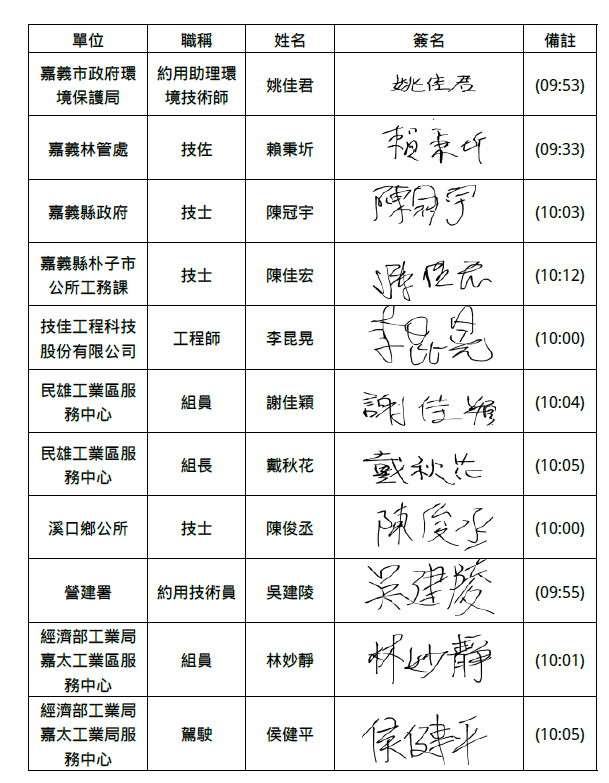 單位 職稱 姓名 簽名 備註
嘉義市政府環 約用助理環
境保護局 境技術師 姚佳君 姚佳君 (09:53)
嘉義林管處 技佐 賴秉圻 賴秉圻 (09:33)
嘉義縣政府 技士 陳冠宇 陳冠宇 (10:03)
嘉義縣朴子市
公所工務課 技士 陳佳宏 陳佳宏 (10:12)
技佳工程科技
股份有限公司 工程師 李昆晃 李昆晃 (10:00)
民雄工業區服
務中心 組員 謝佳穎 謝佳穎 (10:04)
民雄工業區服
務中心 組長 戴秋花 戴秋花 (10:05)
溪口鄉公所 技士 陳俊丞 陳俊丞 (10:00)
營建署 約用技術員 吳建陵 吳建陵 (09:55)
經濟部工業局
嘉太工業區服 組員 林妙靜 林妙靜 (10:01)
務中心
經濟部工業局
嘉太工業局服 駕駛 侯健平 侯健平 (10:05)
務中心